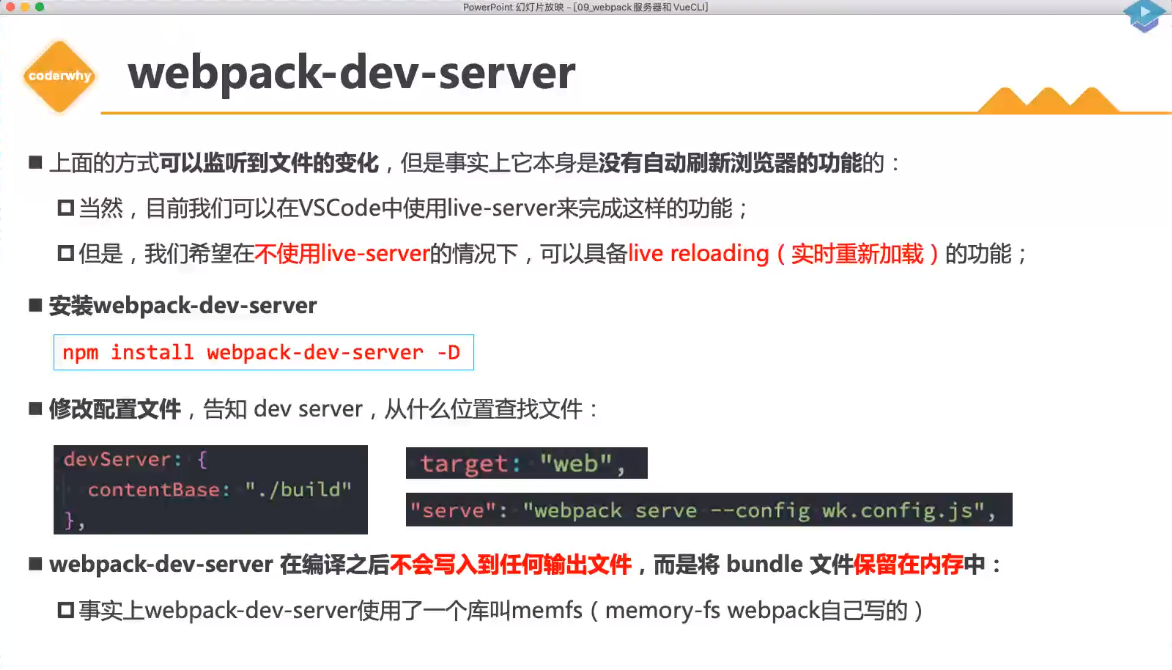 PowerPoint 幻灯片放映 - [09_webpack服务器和VueCLI]
coderwhy
webpack-dev-server
上面的方式可以监听到文件的变化，但是事实上它本身是没有自动刷新浏览器的功能的：
当然，目前我们可以在VSCode中使用live-server来完成这样的功能；
但是，我们希望在不使用live-server的情况下，可以具备live reloading（实时重新加载）的功能；
安装webpack-dev-server
npm install webpack-dev-server -D
修改配置文件，告知 dev server，从什么位置查找文件：
devServer: {
contentBase: "./build"
},
target: "web",
"serve": "webpack serve --config wk.config.js",
webpack-dev-server 在编译之后不会写入到任何输出文件，而是将 bundle 文件保留在内存中：
事实上webpack-dev-server使用了一个库叫memfs（memory-fs webpack自己写的）